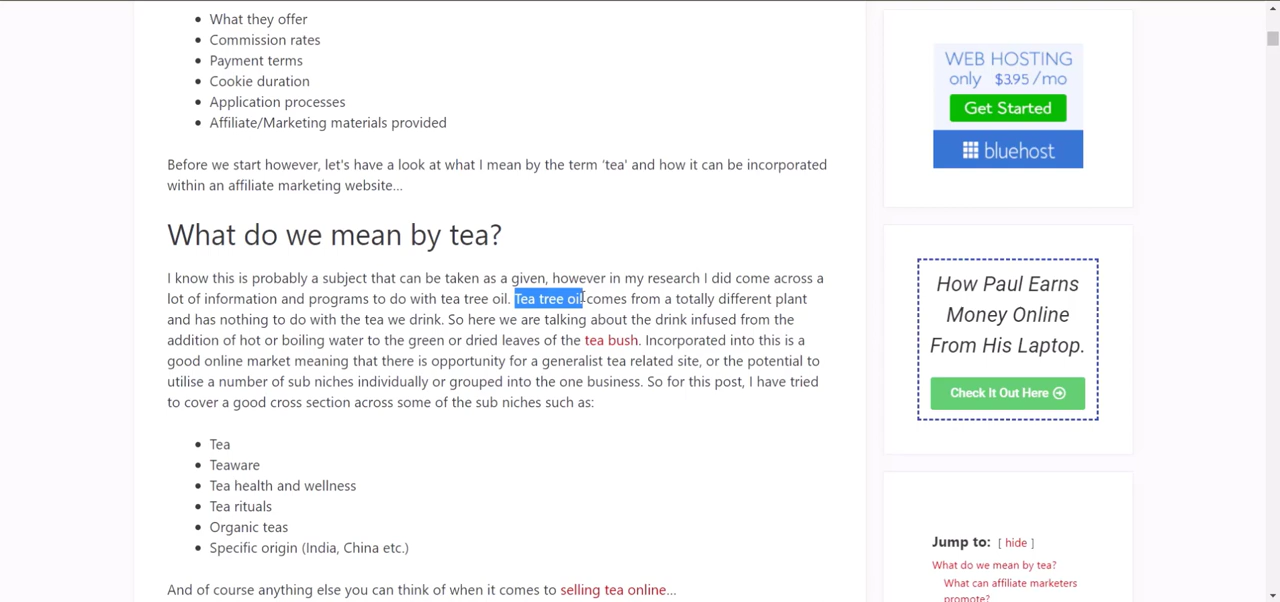 What they offer
Commission rates
Payment terms
Cookie duration
Application processes
Affiliate/Marketing materials provided
Before we start however, let's have a look at what I mean by the term 'tea' and how it can be incorporated
within an affiliate marketing website...
What do we mean by tea?
I know this is probably a subject that can be taken as a given, however in my research I did come across a
lot of information and programs to do with tea tree oil. Tea tree oil comes from a totally different plant
and has nothing to do with the tea we drink. So here we are talking about the drink infused from the
addition of hot or boiling water to the green or dried leaves of the tea bush. Incorporated into this is a
good online market meaning that there is opportunity for a generalist tea related site, or the potential to
utilise a number of sub niches individually or grouped into the one business. So for this post, I have tried
to cover a good cross section across some of the sub niches such as:
Tea
Teaware
Tea health and wellness
Tea rituals
Organic teas
Specific origin (India, China etc.)
And of course anything else you can think of when it comes to selling tea online...
WEB HOSTING
only $3.95/mo
Get Started
bluehost
How Paul Earns
Money Online
From His Laptop.
Check It Out Here
Jump to: [ hide ]
What do we mean by tea?
What can affiliate marketers
promote?